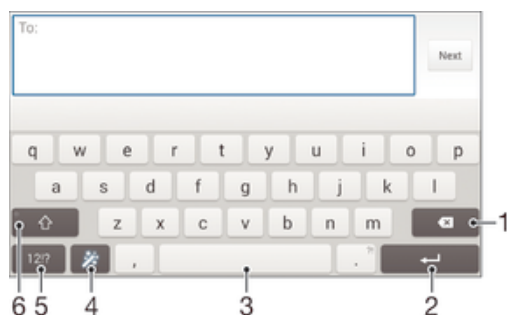 To:
Next
q w e r t y u i o p
a s d f g h j k l
z x c v b n m 1
12!? , . ?!
6 5 4 3 2